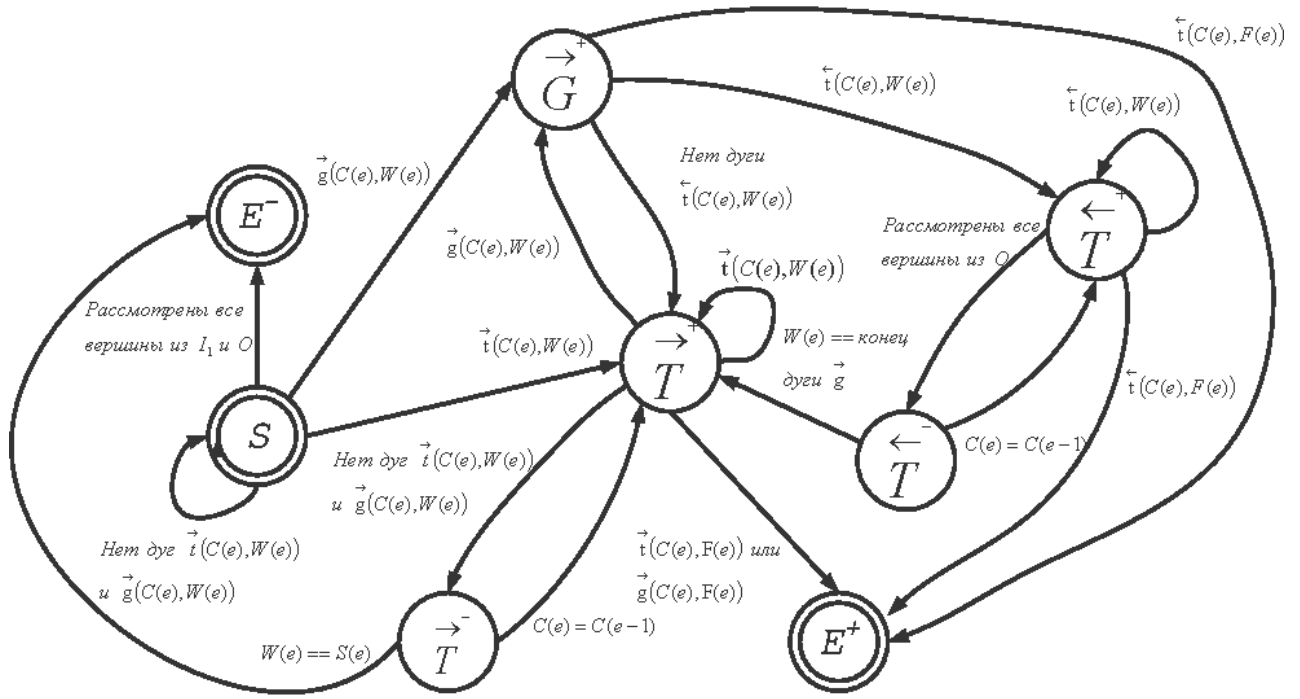 t⃖(C(e),F(e))
G⃗⁺
t⃖(C(e),W(e))
t⃖(C(e),W(e))
Нет дуги
t⃖(C(e),W(e))
g⃗(C(e),W(e))
E⁻
g⃗(C(e),W(e))
T⃖⁺
Рассмотрены все
вершины из O
t⃗(C(e),W(e))
Рассмотрены все
вершины из I₁ и O
t⃗(C(e),W(e))
T⃗⁺
W(e)==конец
дуги g⃗
t⃖(C(e),F(e))
S
T⃖⁻
C(e)=C(e-1)
Нет дуг t⃗(C(e),W(e))
и g⃗(C(e),W(e))
Нет дуг t⃗(C(e),W(e))
и g⃗(C(e),W(e))
t⃗(C(e),F(e)) или
g⃗(C(e),F(e))
W(e)==S(e)
T⃗⁻
C(e)=C(e-1)
E⁺